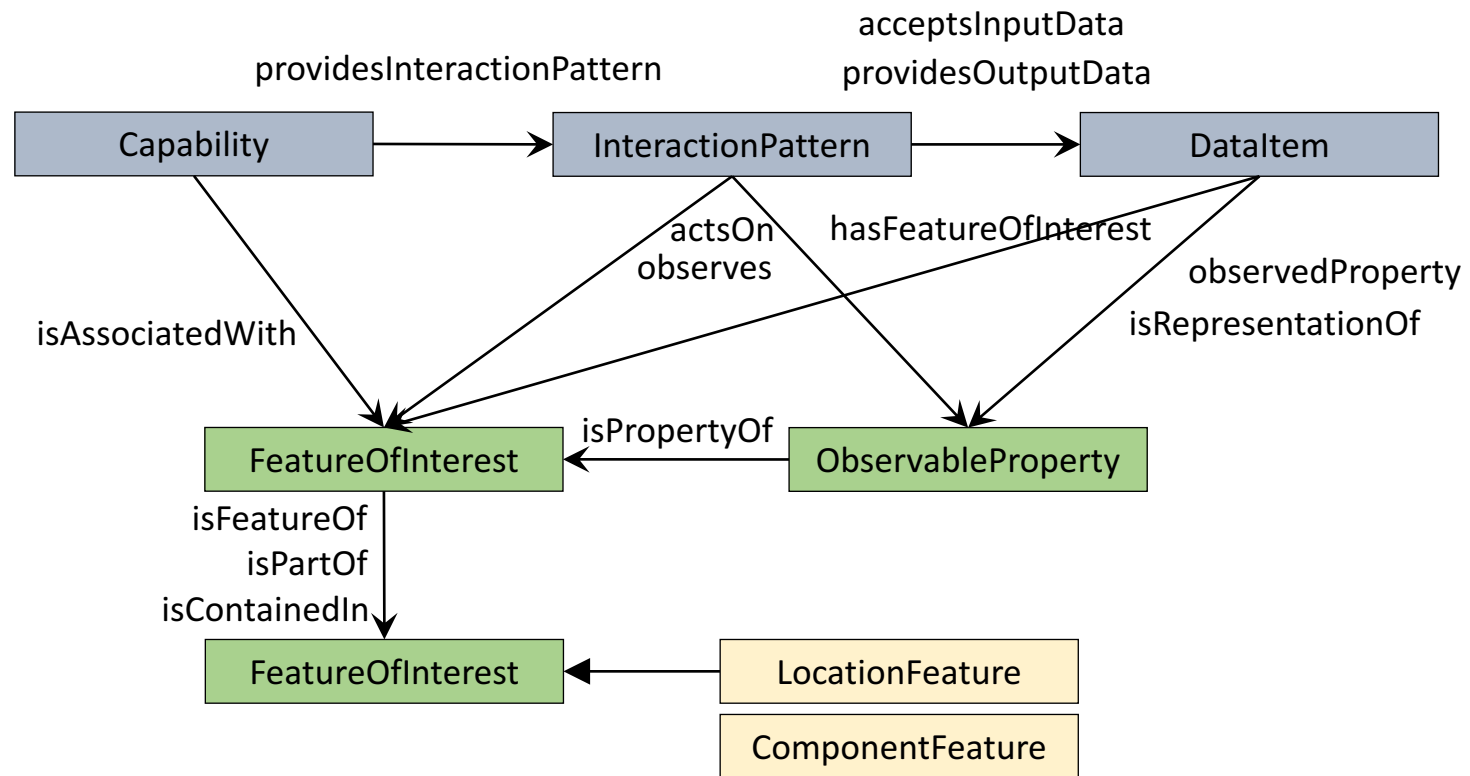 acceptsInputData
providesInteractionPattern
providesOutputData
Capability
InteractionPattern
DataItem
actsOn
hasFeatureOfInterest
observes
observedProperty
isRepresentationOf
isAssociatedWith
isPropertyOf
FeatureOfInterest
ObservableProperty
isFeatureOf
isPartOf
isContainedIn
FeatureOfInterest
LocationFeature
ComponentFeature